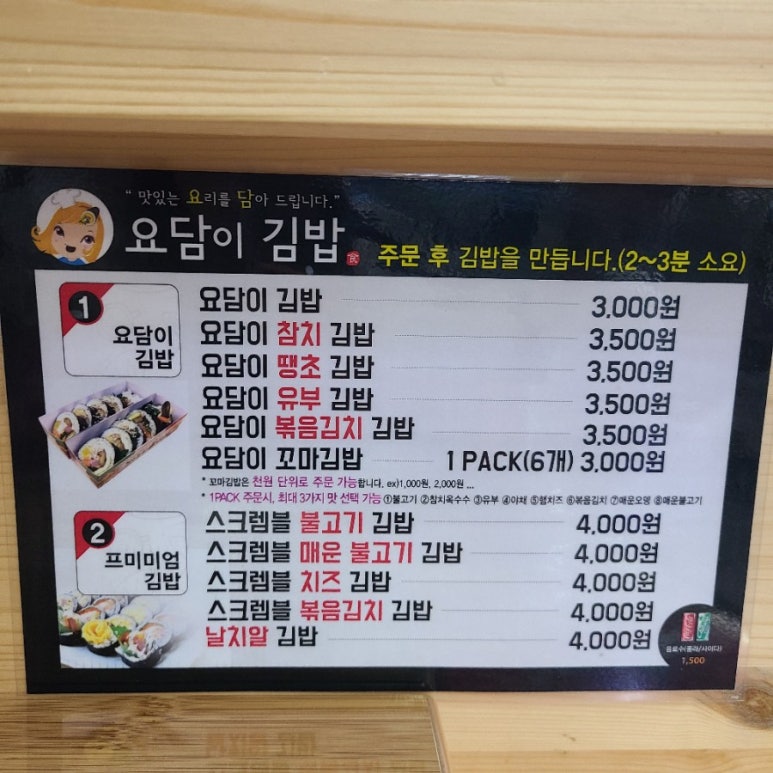 " 맛있는 요리를 담아 드립니다."
요담이 김밥 食 주문 후 김밥을 만듭니다.(2~3분 소요)
1
요담이
김밥
요담이 김밥 3,000원
요담이 참치 김밥 3,500원
요담이 땡초 김밥 3,500원
요담이 유부 김밥 3,500원
요담이 볶음김치 김밥 3,500원
요담이 꼬마김밥 1 PACK(6개) 3,000원
* 꼬마김밥은 천원 단위로 주문 가능합니다, ex)1,000원, 2,000원 ...
* 1PACK 주문시, 최대 3가지 맛 선택 가능 ①불고기 ②참치옥수수 ③유부 ④야채 ⑤햄치즈 ⑥볶음김치 ⑦매운오뎅 ⑧매운불고기
2
프미미엄
김밥
스크렘블 불고기 김밥 4,000원
스크렘블 매운 불고기 김밥 4,000원
스크렘블 치즈 김밥 4,000원
스크렘블 볶음김치 김밥 4,000원
날치알 김밥 4,000원
음료수(콜라/사이다)
1,500